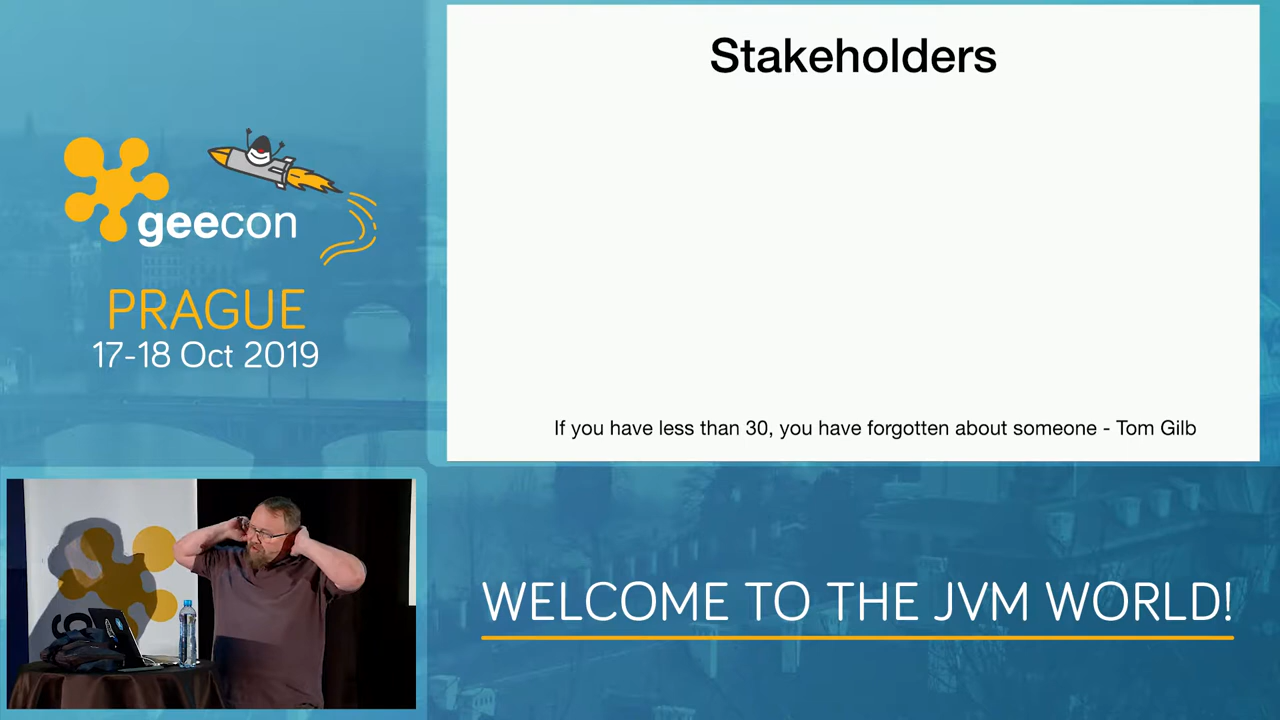 Stakeholders
geecon
PRAGUE
17-18 Oct 2019
If you have less than 30, you have forgotten about someone - Tom Gilb
WELCOME TO THE JVM WORLD!